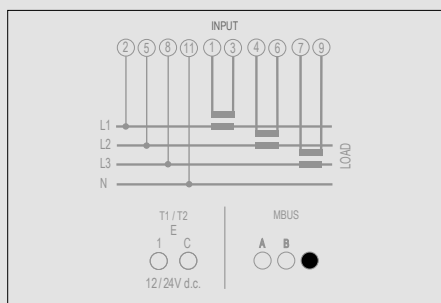 INPUT
2 5 8 11 1 3 4 6 7 9
L1
L2
L3
N
LOAD
T1 / T2
E
1 C
12/24V d.c.
MBUS
A B